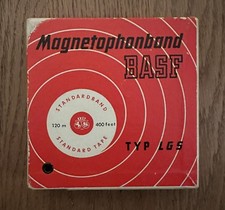 Magnetophonband
BASF
STANDARDBAND
120 m
400 feet
STANDARD TAPE
TYP LGS